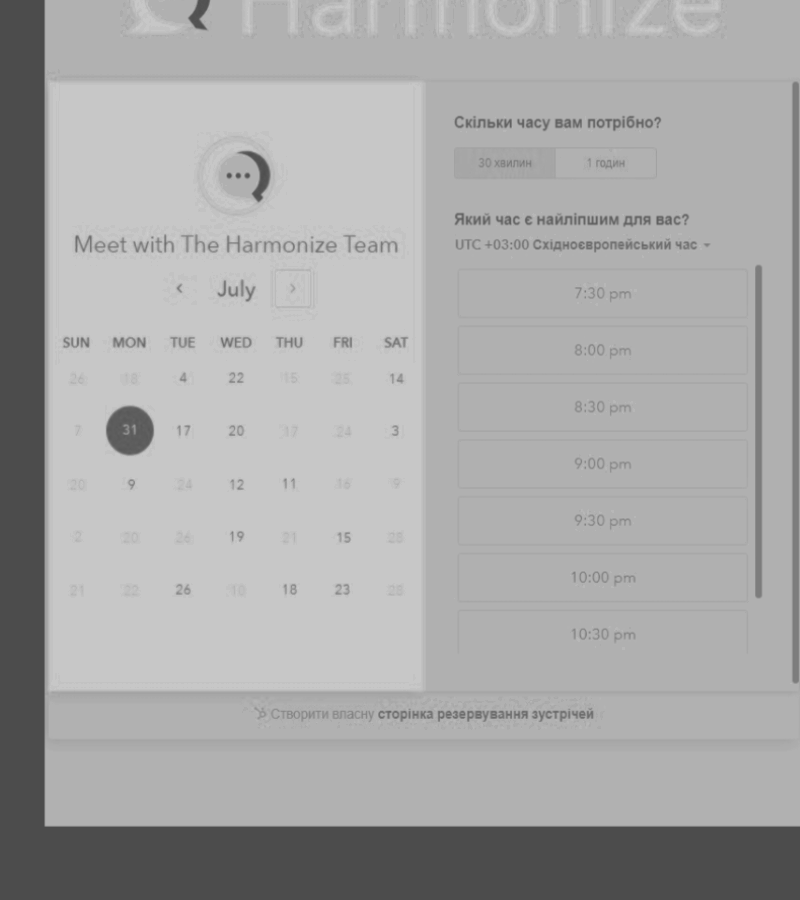 Harmonize
Meet with The Harmonize Team
July
SUN MON TUE WED THU FRI SAT
26 18 4 22 15 25 14
7 31 17 20 17 24 3
20 9 24 12 11 16 9
2 20 26 19 21 15 28
21 22 26 10 18 23 28
Скільки часу вам потрібно?
30 хвилин 1 годин
Який час є найліпшим для вас?
UTC +03:00 Східноєвропейський час
7:30 pm
8:00 pm
8:30 pm
9:00 pm
9:30 pm
10:00 pm
10:30 pm
Створити власну сторінка резервування зустрічей